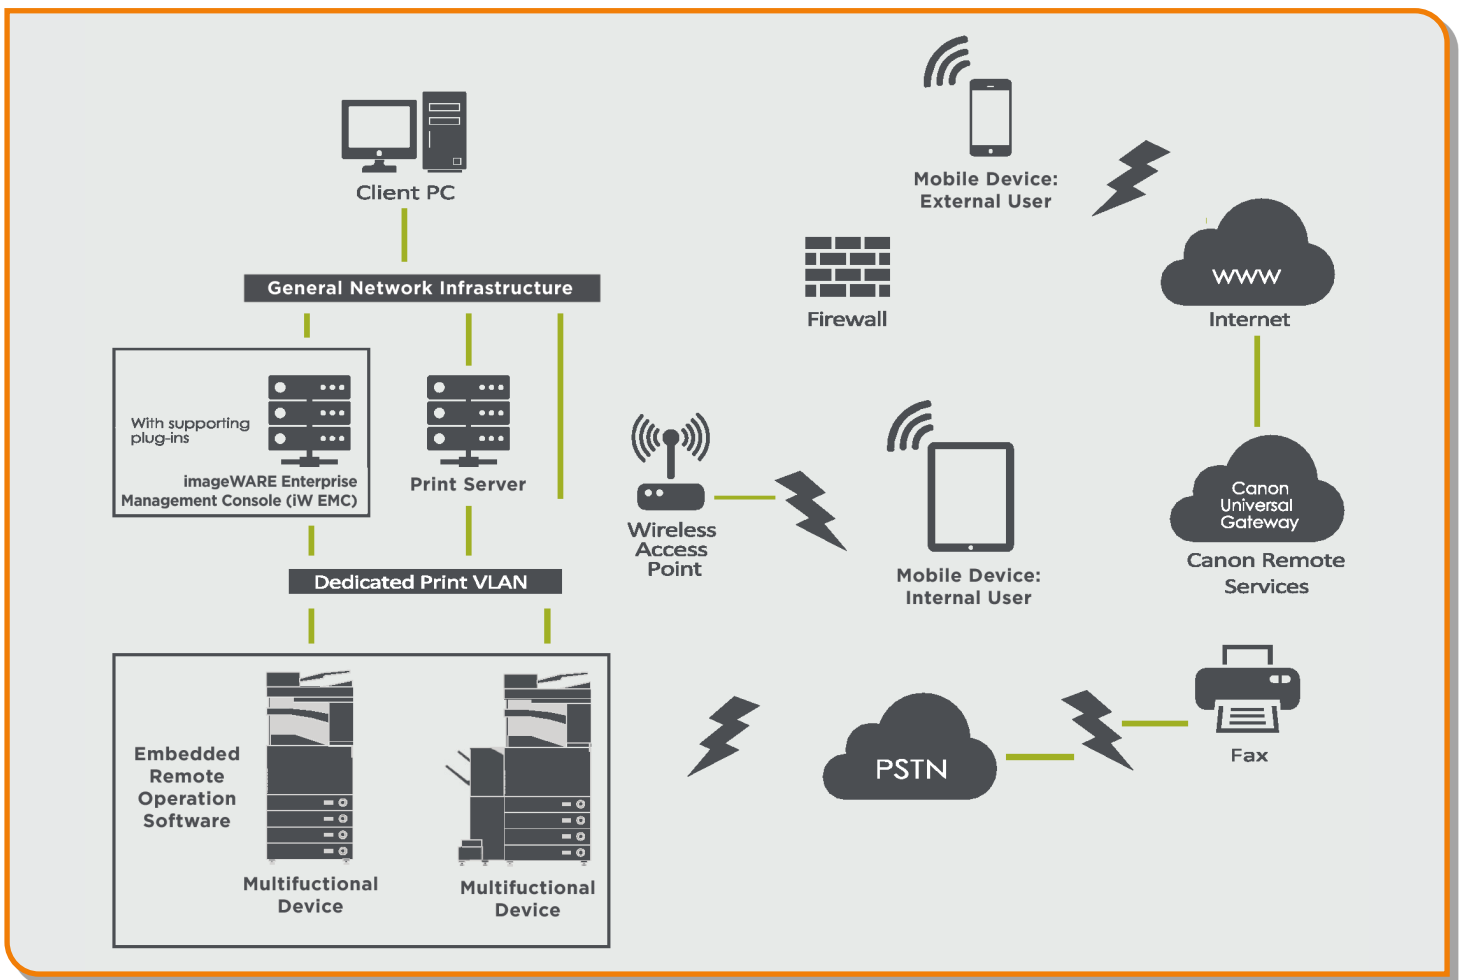 Client PC
General Network Infrastructure
With supporting
plug-ins
imageWARE Enterprise
Management Console (iW EMC)
Print Server
Dedicated Print VLAN
Embedded
Remote
Operation
Software
Multifuctional
Device
Multifuctional
Device
Mobile Device:
External User
Firewall
WWW
Internet
Wireless
Access
Point
Mobile Device:
Internal User
Canon
Universal
Gateway
Canon Remote
Services
PSTN
Fax